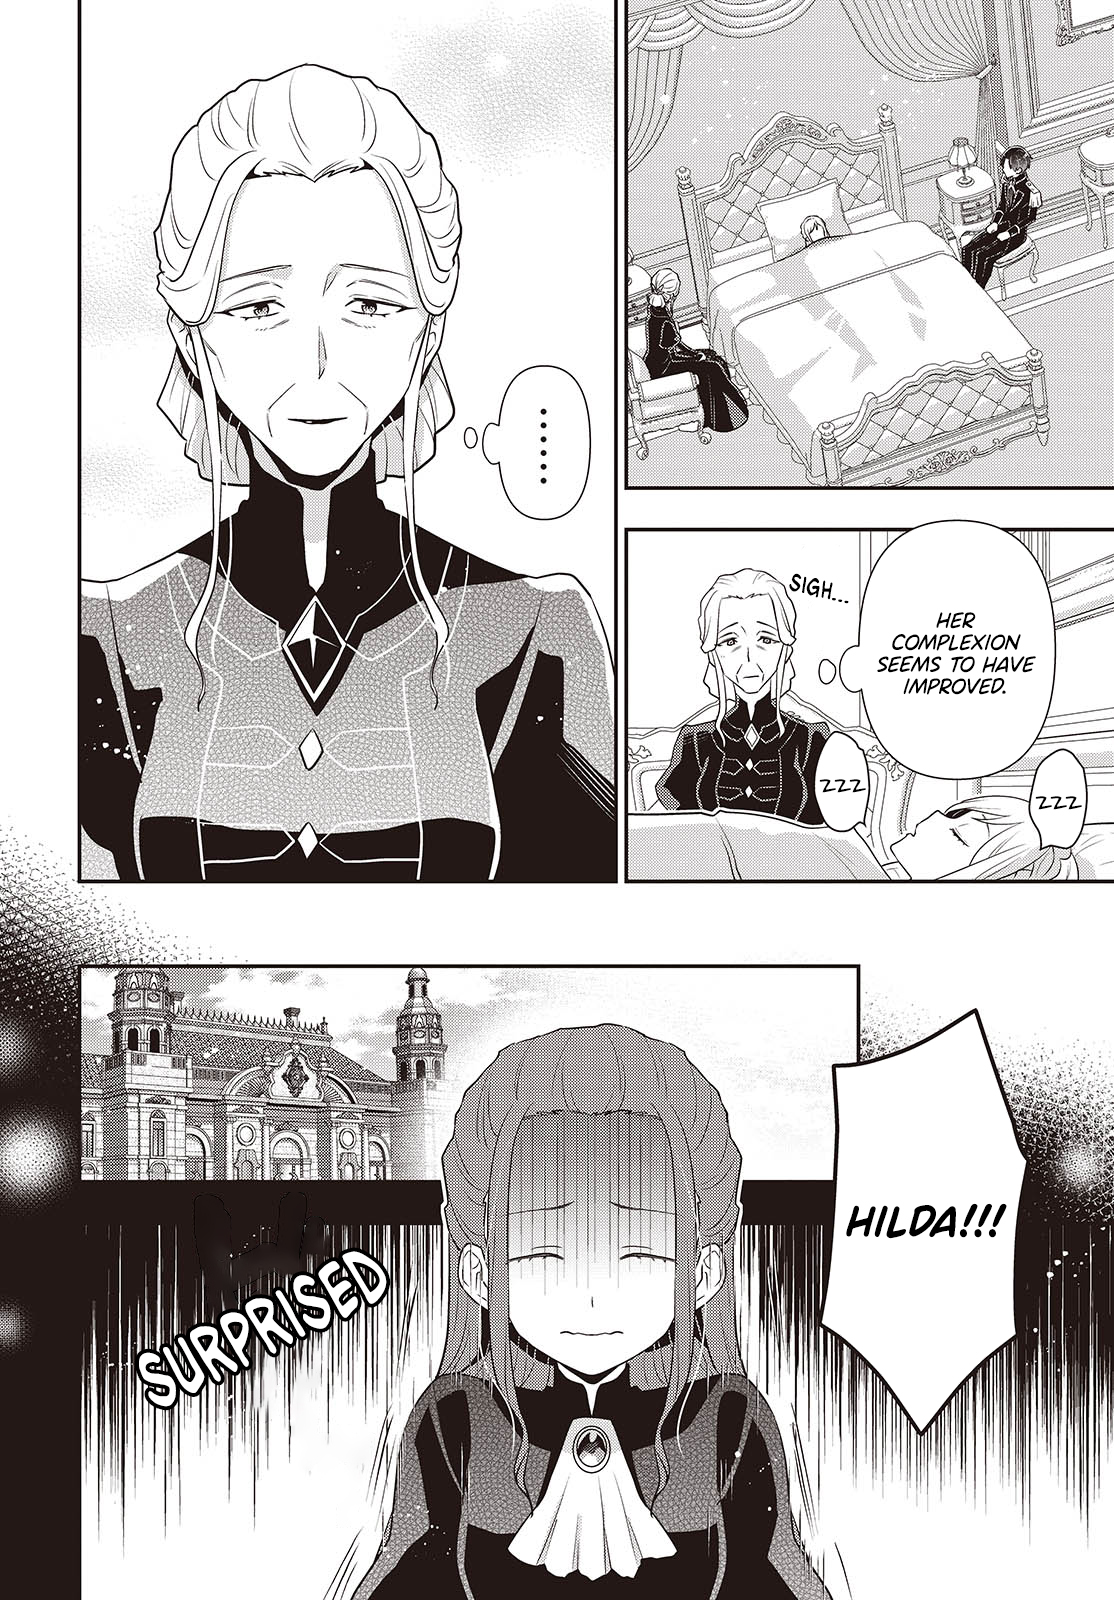 SIGH...
HER
COMPLEXION
SEEMS TO HAVE
IMPROVED.
ZZZ
ZZZ
......
HILDA!!!
SURPRISED